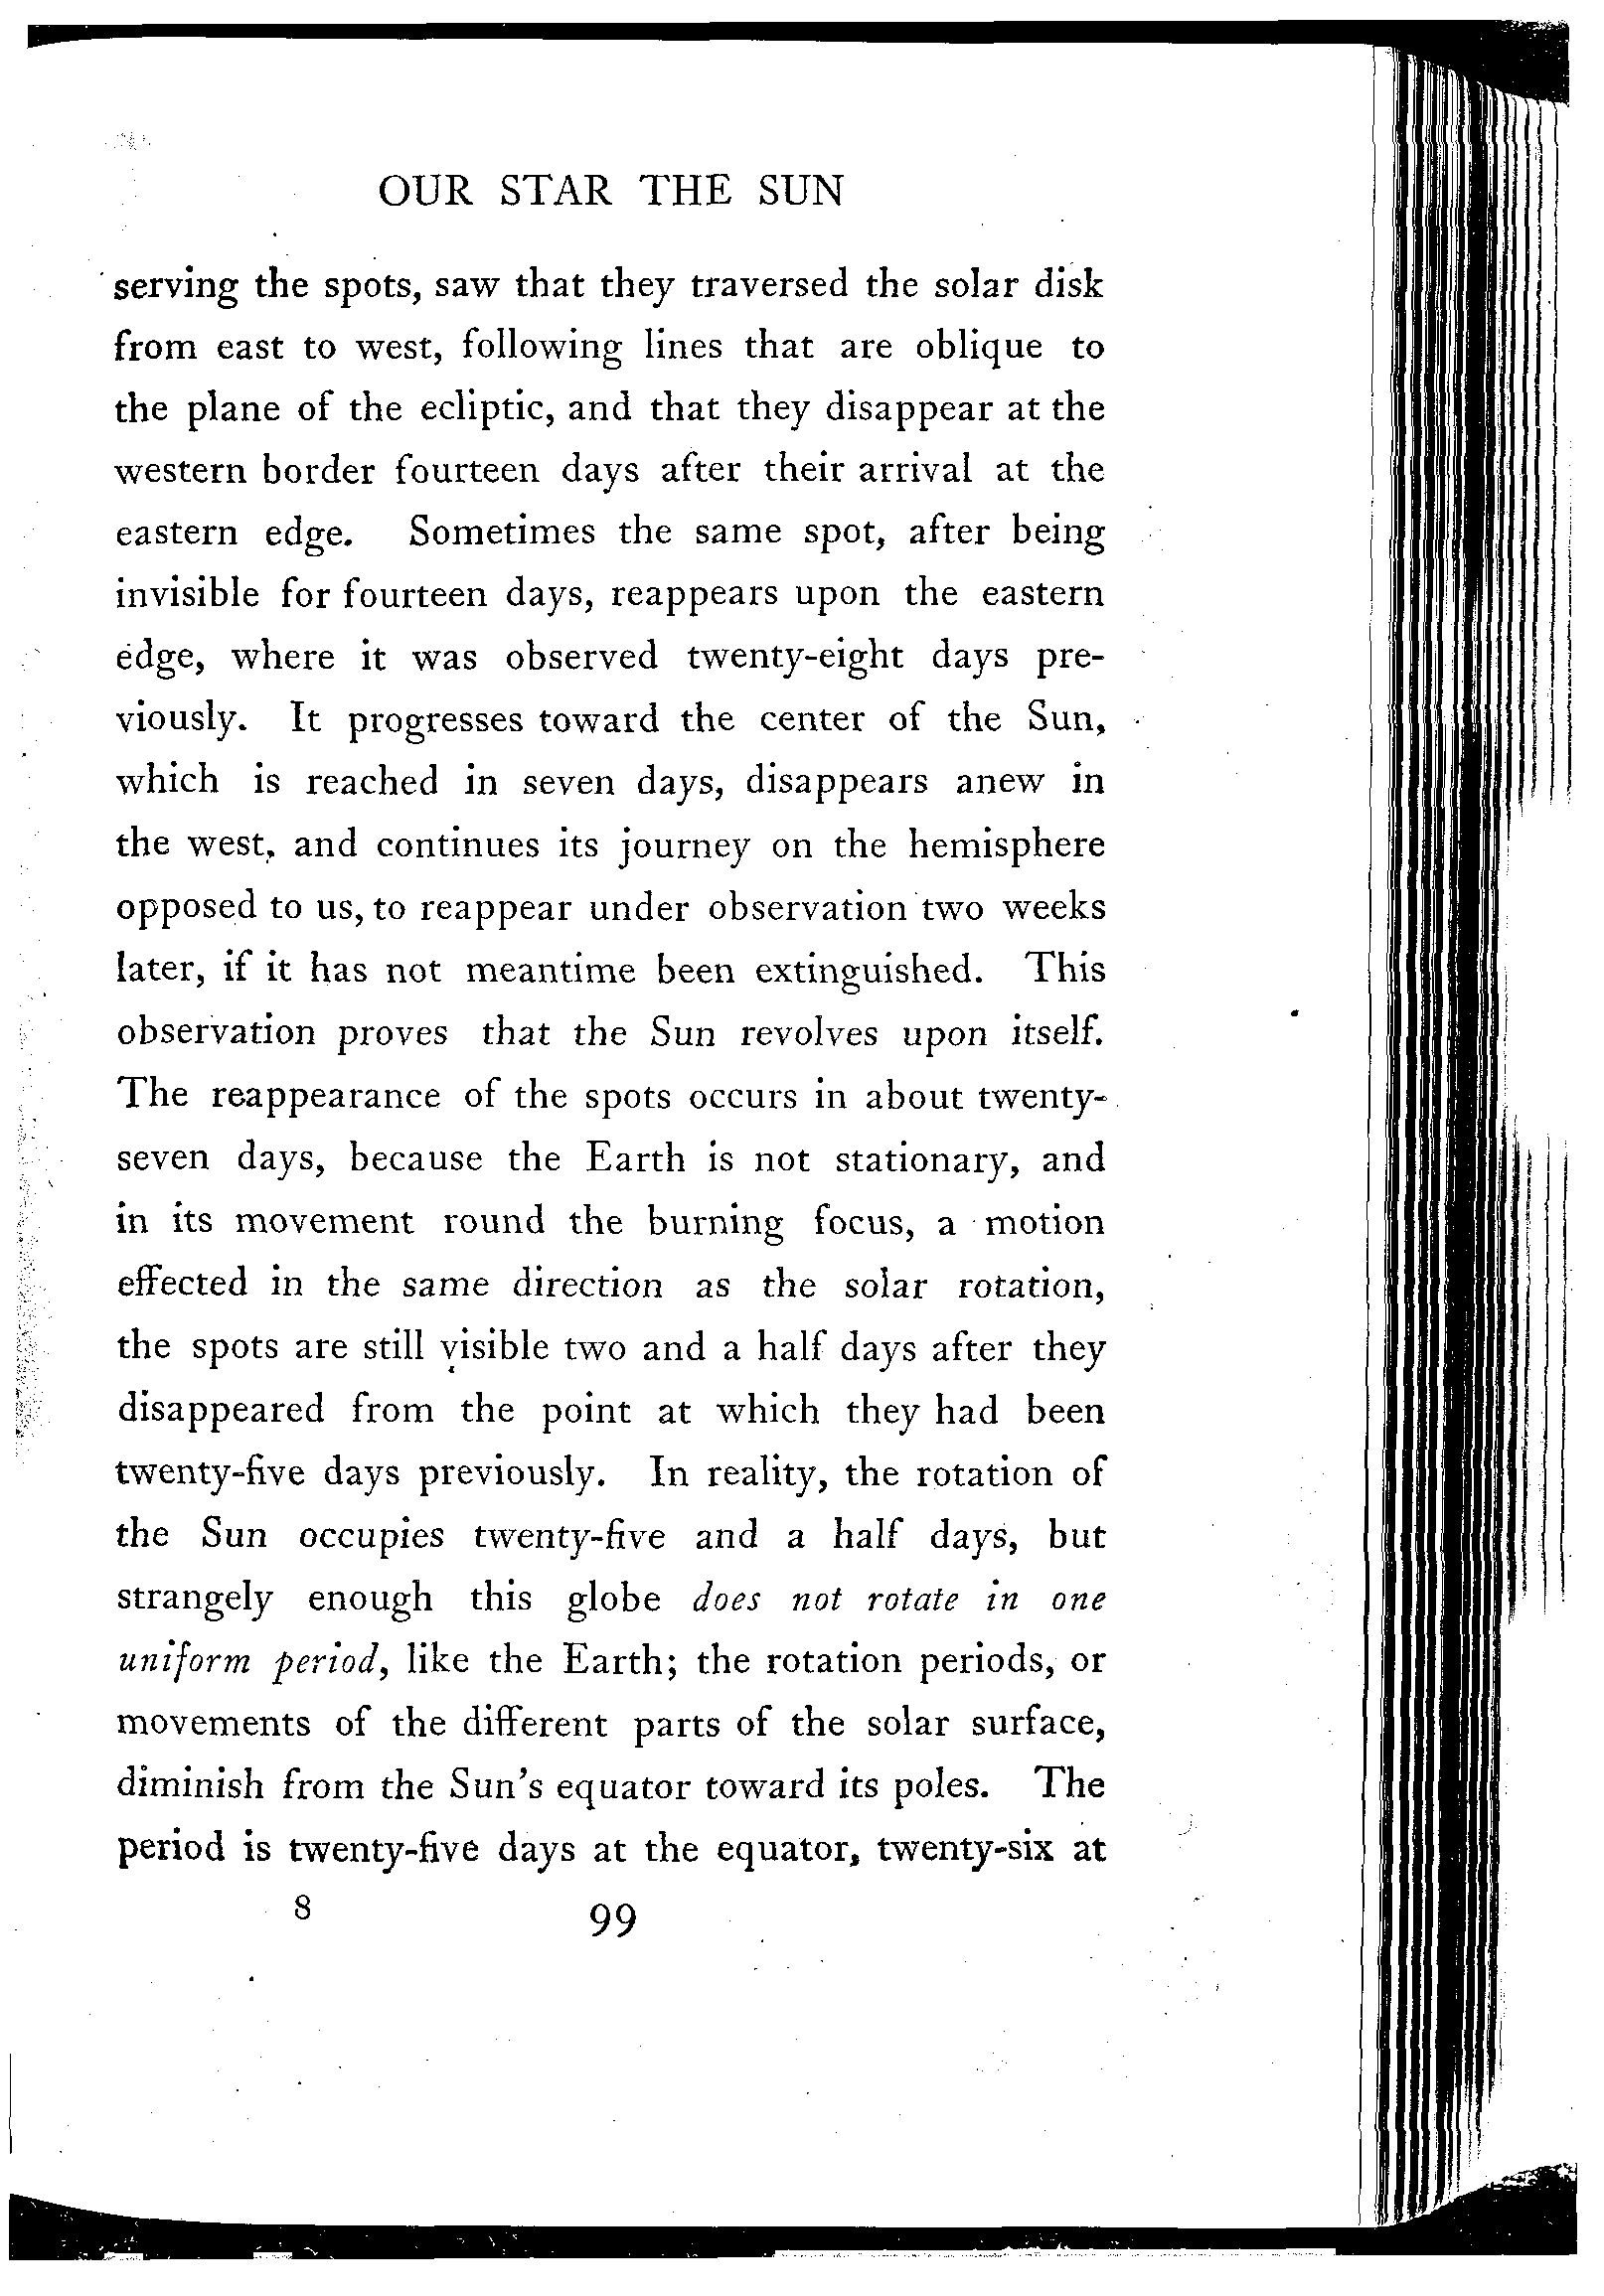 OUR STAR THE SUN
serving the spots, saw that they traversed the solar disk
from east to west, following lines that are oblique to
the plane of the ecliptic, and that they disappear at the
western border fourteen days after their arrival at the
eastern edge. Sometimes the same spot, after being
invisible for fourteen days, reappears upon the eastern
edge, where it was observed twenty-eight days pre-
viously. It progresses toward the center of the Sun,
which is reached in seven days, disappears anew in
the west, and continues its journey on the hemisphere
opposed to us, to reappear under observation two weeks
later, if it has not meantime been extinguished. This
observation proves that the Sun revolves upon itself.
The reappearance of the spots occurs in about twenty-
seven days, because the Earth is not stationary, and
in its movement round the burning focus, a motion
effected in the same direction as the solar rotation,
the spots are still visible two and a half days after they
disappeared from the point at which they had been
twenty-five days previously. In reality, the rotation of
the Sun occupies twenty-five and a half days, but
strangely enough this globe does not rotate in one
uniform period, like the Earth; the rotation periods, or
movements of the different parts of the solar surface,
diminish from the Sun's equator toward its poles. The
period is twenty-five days at the equator, twenty-six at
8 99